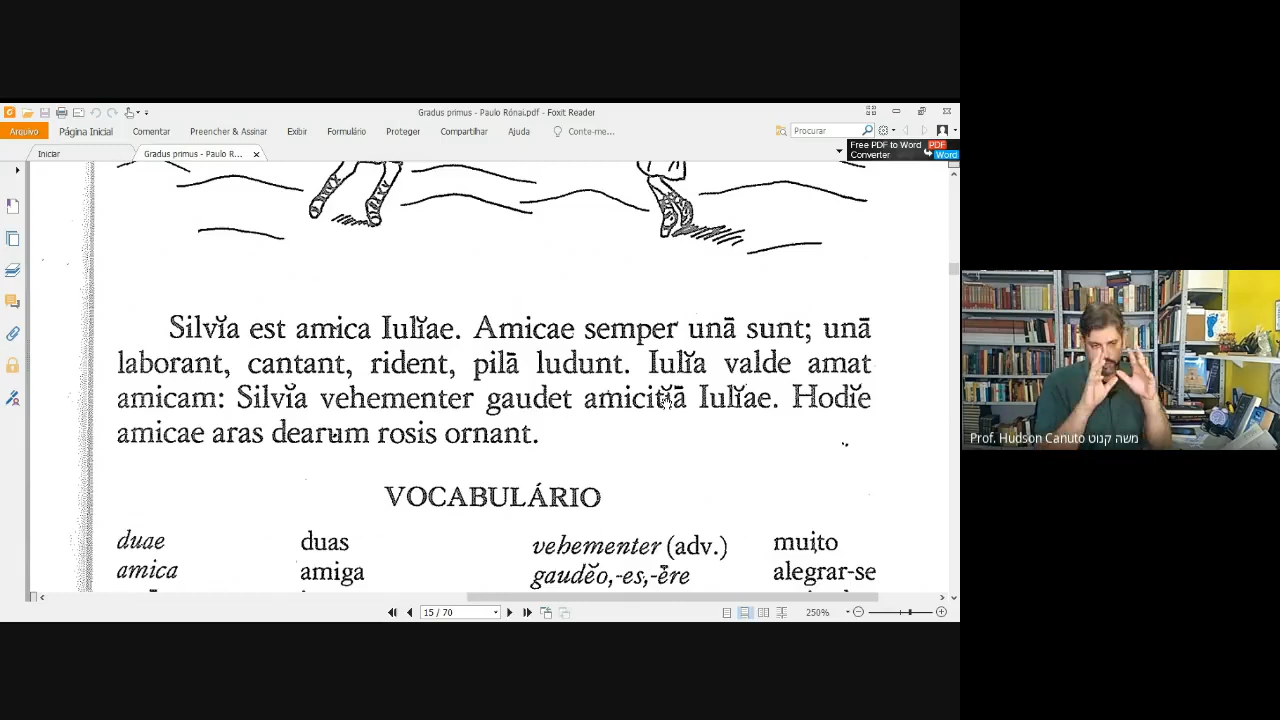 Gradus primus - Paulo Rónai.pdf - Foxit Reader
Arquivo Página Inicial Comentar Preencher & Assinar Exibir Formulário Proteger Compartilhar Ajuda Conte-me... Procurar
Free PDF to Word Converter PDF Word
Iniciar Gradus primus - Paulo R...
Silvĭa est amica Iulĭae. Amicae semper unā sunt; unā
laborant, cantant, rident, pilā ludunt. Iulĭa valde amat
amicam: Silvĭa vehementer gaudet amicitĭā Iulĭae. Hodĭe
amicae aras dearum rosis ornant.
VOCABULÁRIO
duae duas vehementer (adv.) muito
amica amiga gaudĕo,-es,-ēre alegrar-se
15 / 70 250%
Prof. Hudson Canuto משה קנוט